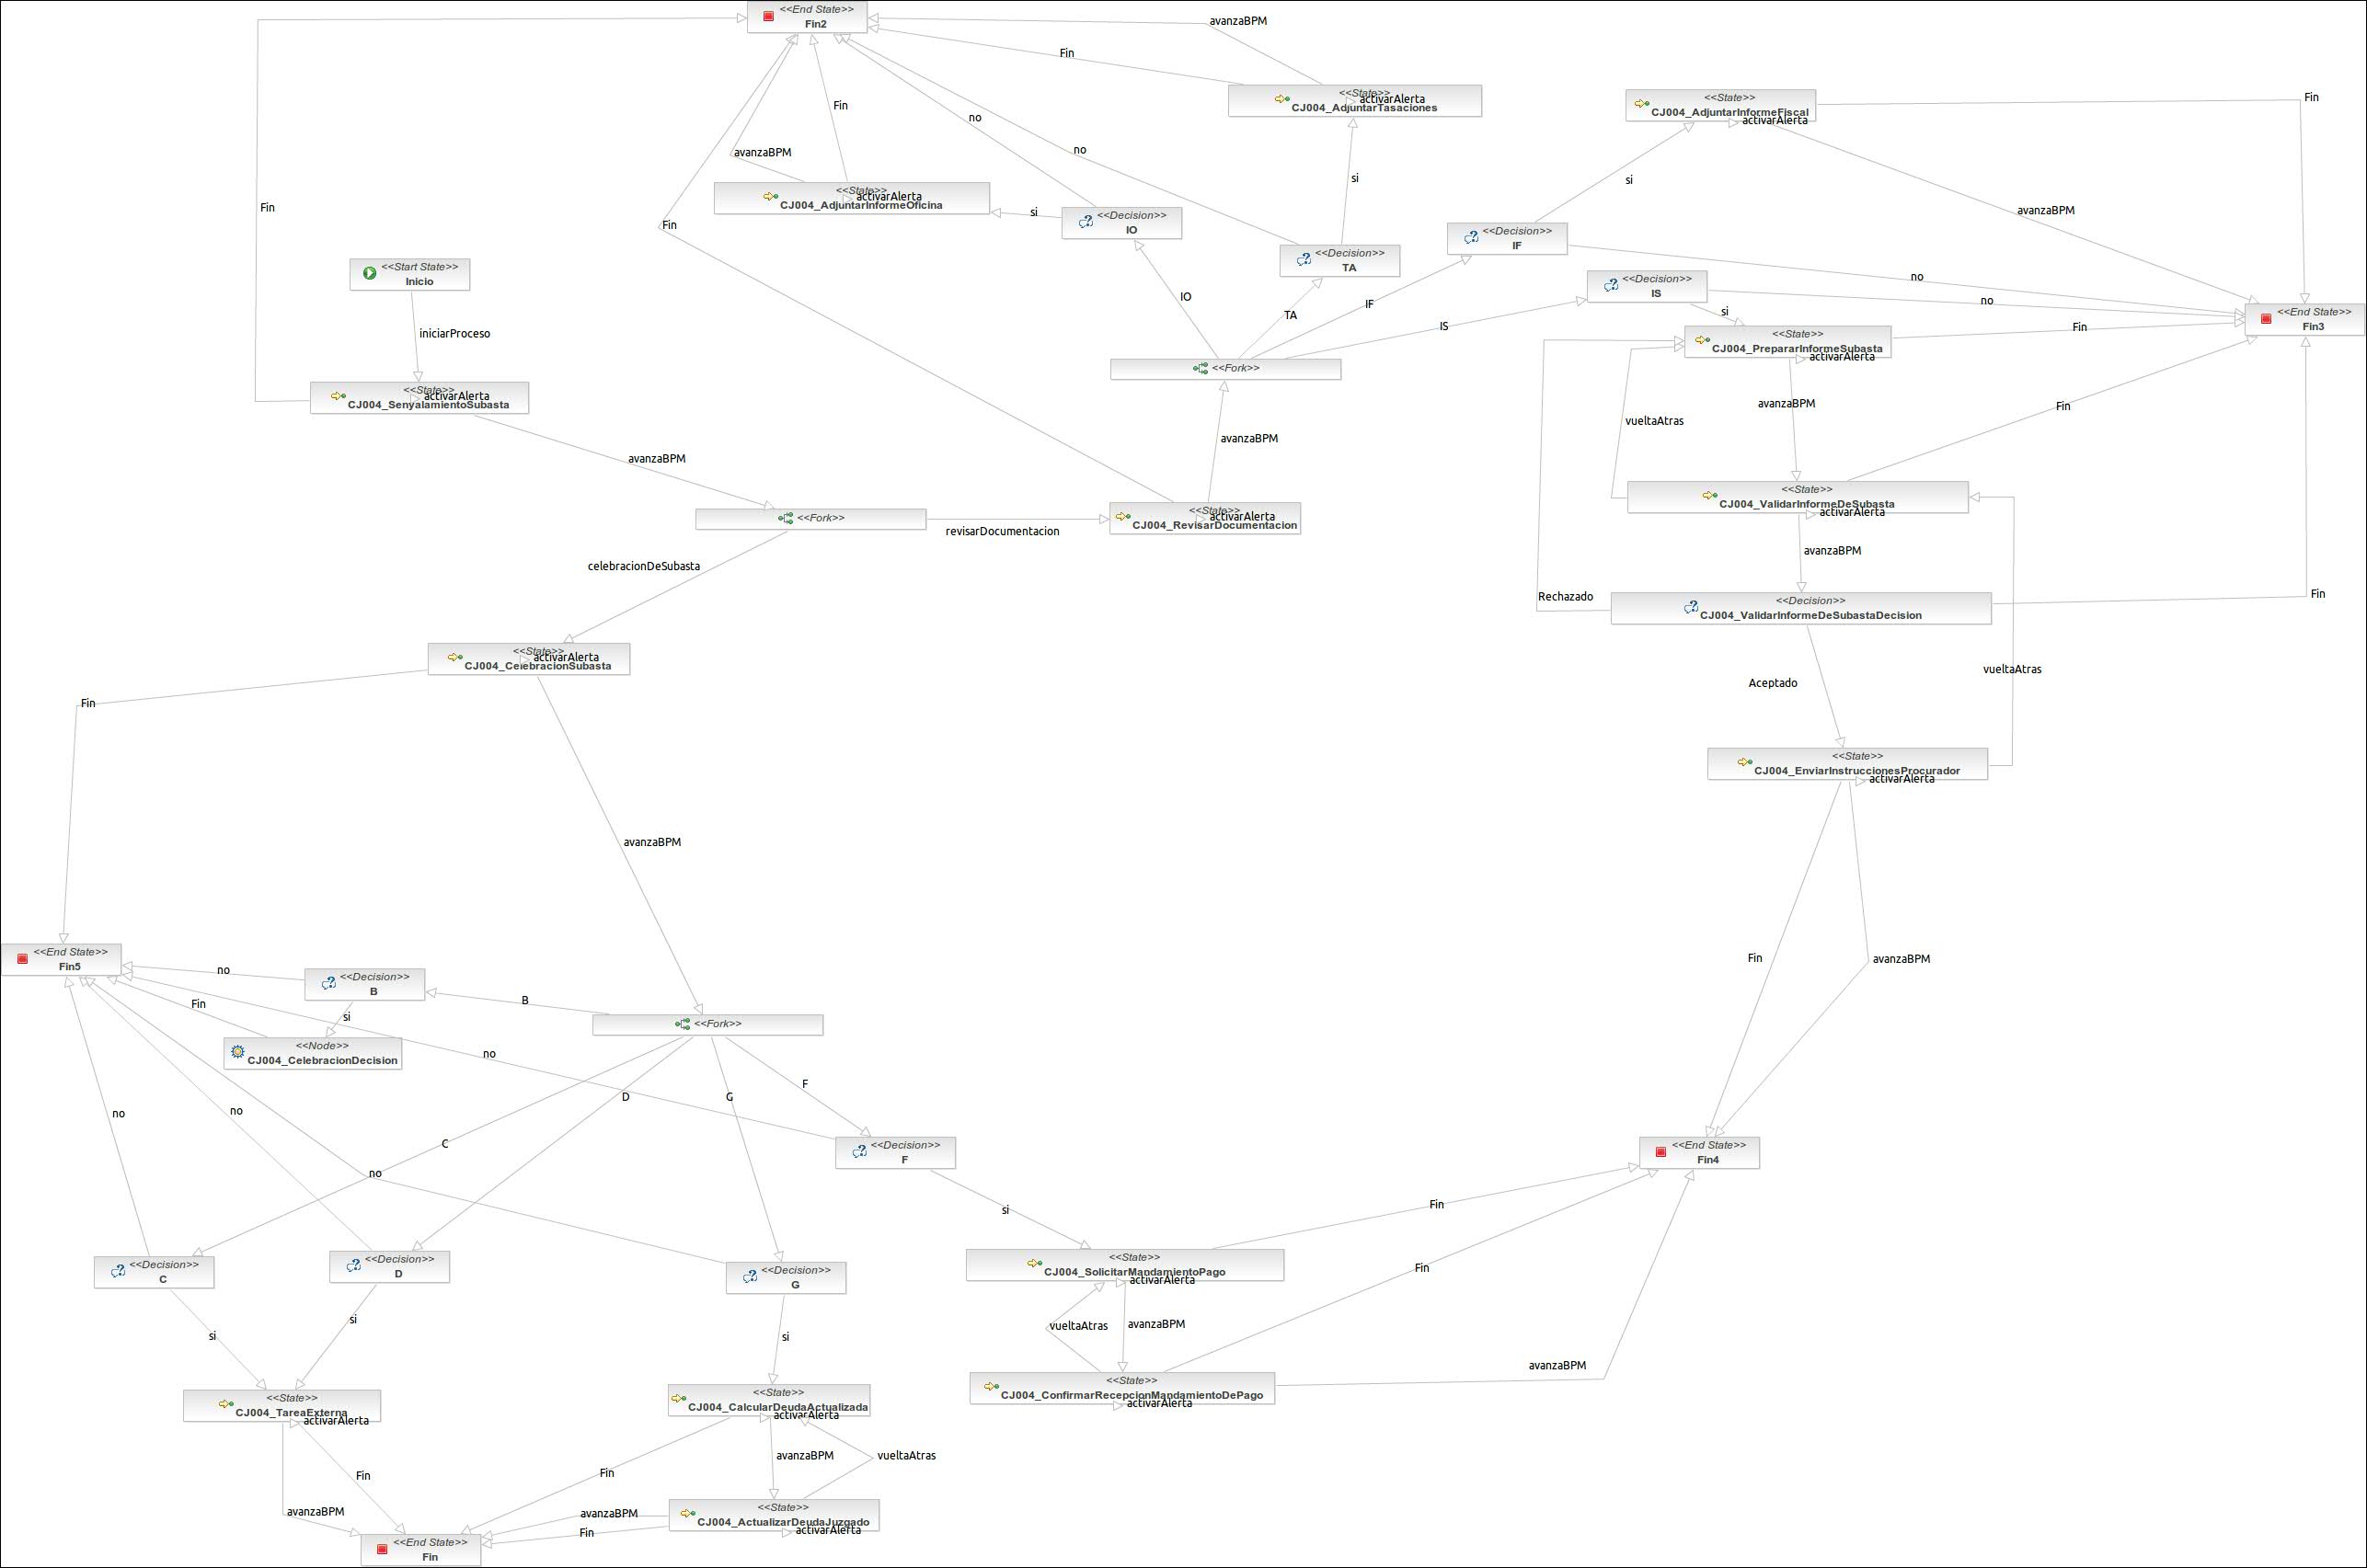 <<End State>>
Fin2
avanzaBPM
Fin
<<State>>
CJ004_AdjuntarTasaciones
activarAlerta
<<State>>
CJ004_AdjuntarInformeFiscal
activarAlerta
Fin
Fin
no
no
avanzaBPM
si
si
<<State>>
CJ004_AdjuntarInformeOficina
activarAlerta
Fin
Fin
si
<<Decision>>
IO
avanzaBPM
<<Decision>>
IF
<<Decision>>
TA
<<Start State>>
Inicio
no
<<Decision>>
IS
no
IO
IF
TA
IS
si
<<End State>>
Fin3
iniciarProceso
<<State>>
CJ004_PrepararInformeSubasta
activarAlerta
Fin
<<Fork>>
<<State>>
CJ004_SenyalamientoSubasta
activarAlerta
avanzaBPM
Fin
vueltaAtras
avanzaBPM
avanzaBPM
<<State>>
CJ004_ValidarInformeDeSubasta
activarAlerta
<<Fork>>
revisarDocumentacion
<<State>>
CJ004_RevisarDocumentacion
activarAlerta
avanzaBPM
celebracionDeSubasta
Rechazado
<<Decision>>
CJ004_ValidarInformeDeSubastaDecision
Fin
<<State>>
CJ004_CelebracionSubasta
activarAlerta
vueltaAtras
Aceptado
Fin
<<State>>
CJ004_EnviarInstruccionesProcurador
activarAlerta
avanzaBPM
<<End State>>
Fin5
no
<<Decision>>
B
Fin
avanzaBPM
B
Fin
si
<<Fork>>
<<Node>>
CJ004_CelebracionDecision
no
F
D
G
no
no
C
<<Decision>>
F
<<End State>>
Fin4
no
si
Fin
<<Decision>>
C
<<Decision>>
D
<<Decision>>
G
<<State>>
CJ004_SolicitarMandamientoPago
activarAlerta
Fin
si
si
si
vueltaAtras
avanzaBPM
avanzaBPM
<<State>>
CJ004_ConfirmarRecepcionMandamientoDePago
activarAlerta
<<State>>
CJ004_TareaExterna
activarAlerta
<<State>>
CJ004_CalcularDeudaActualizada
activarAlerta
avanzaBPM
vueltaAtras
Fin
Fin
avanzaBPM
avanzaBPM
Fin
<<State>>
CJ004_ActualizarDeudaJuzgado
activarAlerta
<<End State>>
Fin